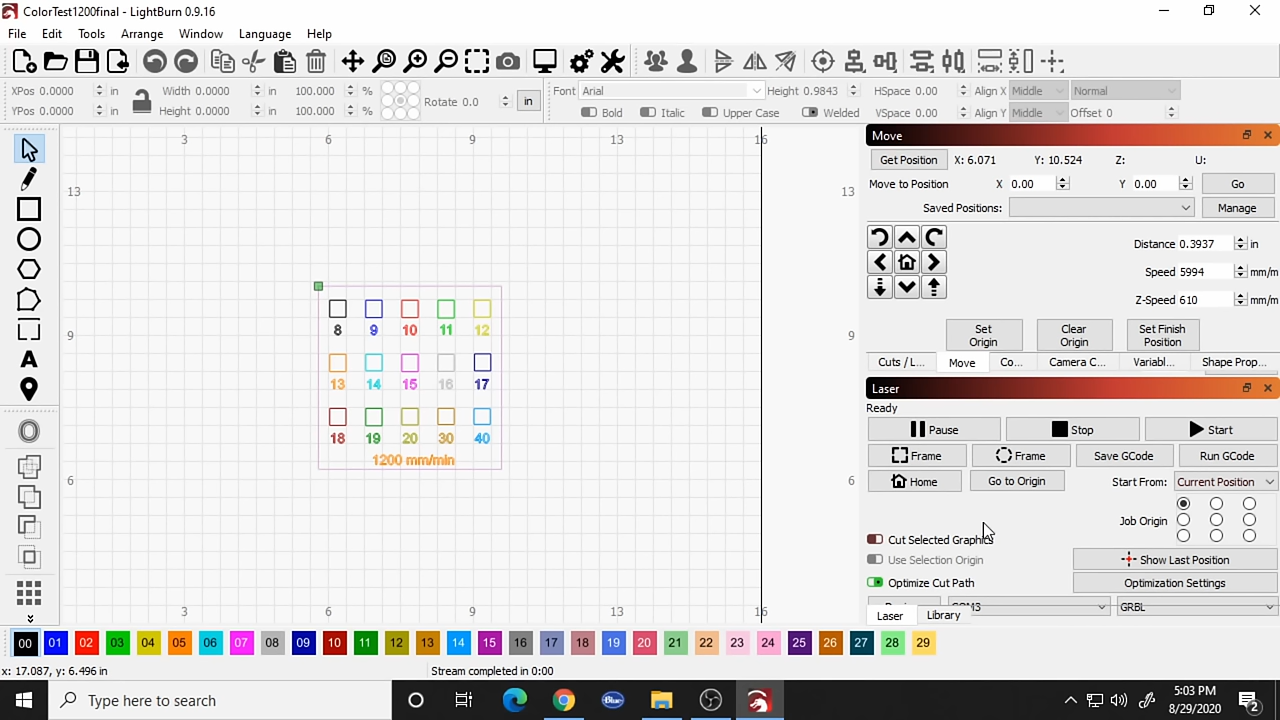 ColorTest1200final - LightBurn 0.9.16
File Edit Tools Arrange Window Language Help
XPos 0.0000 in Width 0.0000 in 100.000 % Rotate 0.0 in Font Arial Height 0.9843 HSpace 0.00 Align X Middle Normal
YPos 0.0000 in Height 0.0000 in 100.000 % Bold Italic Upper Case Welded VSpace 0.00 Align Y Middle Offset 0
3 6 9 13 16
13 13
9 9
6 6
3 6 9 13 16
8 9 10 11 12
13 14 15 16 17
18 19 20 30 40
1200 mm/min
Move
Get Position X: 6.071 Y: 10.524 Z: U:
Move to Position X 0.00 Y 0.00 Go
Saved Positions: Manage
Distance 0.3937 in
Speed 5994 mm/m
Z-Speed 610 mm/m
Set Origin Clear Origin Set Finish Position
Cuts / L... Move Co... Camera C... Variabl... Shape Prop...
Laser
Ready
Pause Stop Start
Frame Frame Save GCode Run GCode
Home Go to Origin Start From: Current Position
Job Origin
Cut Selected Graphics
Use Selection Origin Show Last Position
Optimize Cut Path Optimization Settings
COM3 GRBL
Laser Library
00 01 02 03 04 05 06 07 08 09 10 11 12 13 14 15 16 17 18 19 20 21 22 23 24 25 26 27 28 29
x: 17.087, y: 6.496 in Stream completed in 0:00
Type here to search
Blue
5:03 PM
8/29/2020
2